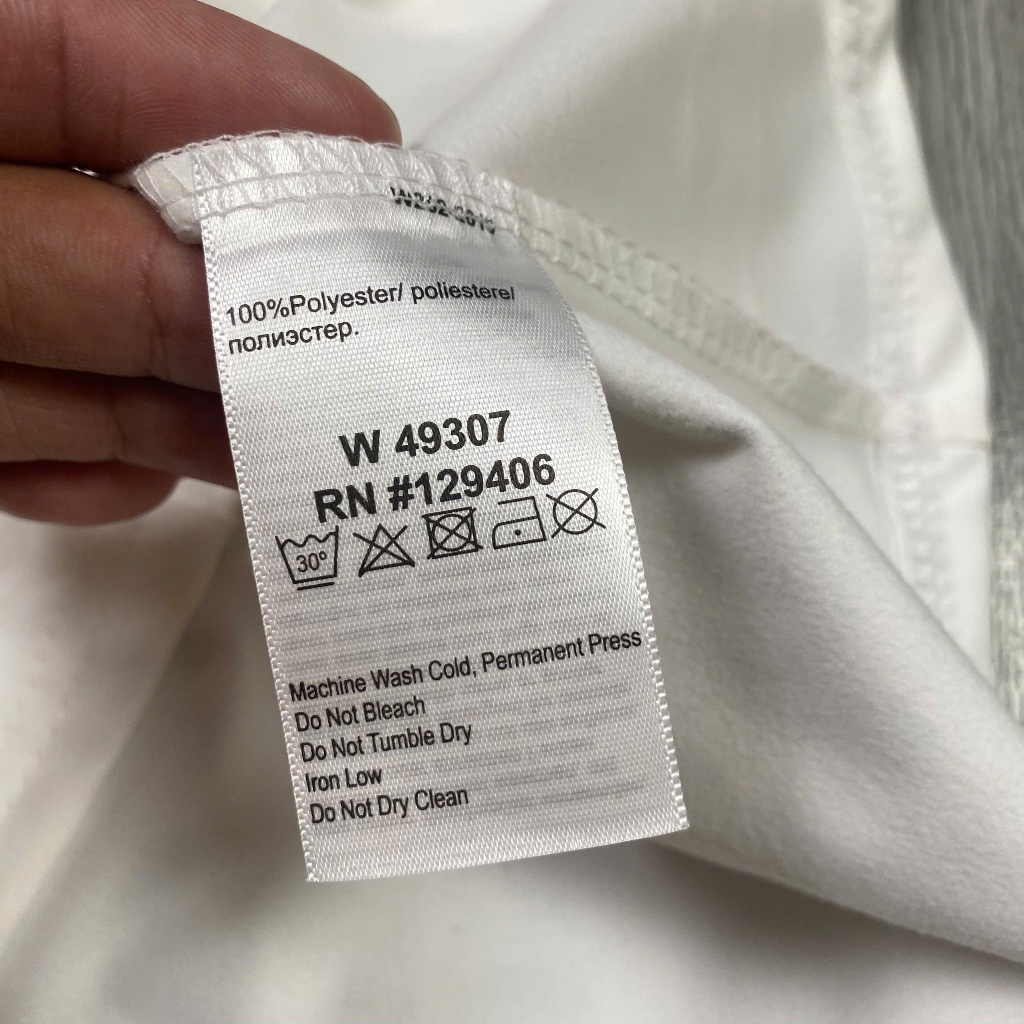 100%Polyester/ poliestere/
полиэстер.
W 49307
RN #129406
30°
Machine Wash Cold, Permanent Press
Do Not Bleach
Do Not Tumble Dry
Iron Low
Do Not Dry Clean